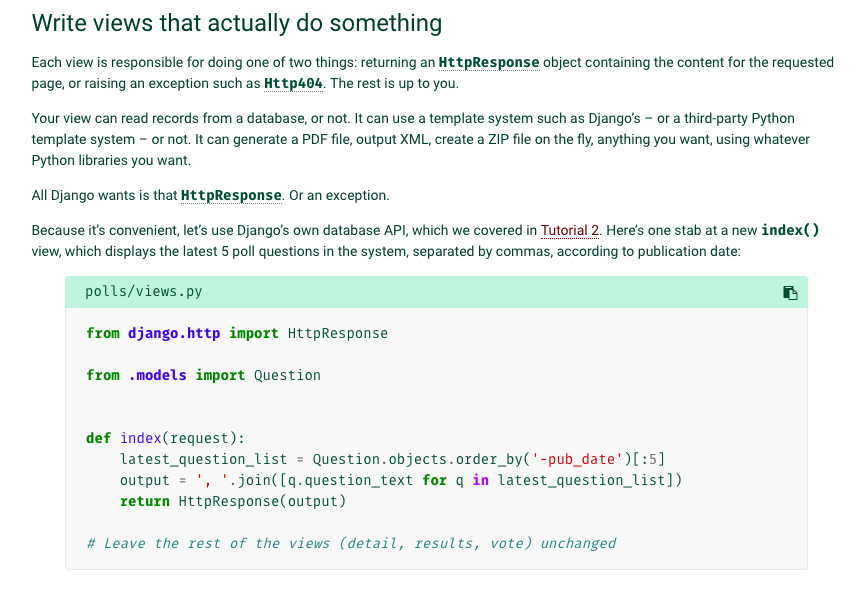 Write views that actually do something
Each view is responsible for doing one of two things: returning an HttpResponse object containing the content for the requested
page, or raising an exception such as Http404. The rest is up to you.
Your view can read records from a database, or not. It can use a template system such as Django’s – or a third-party Python
template system – or not. It can generate a PDF file, output XML, create a ZIP file on the fly, anything you want, using whatever
Python libraries you want.
All Django wants is that HttpResponse. Or an exception.
Because it’s convenient, let’s use Django’s own database API, which we covered in Tutorial 2. Here’s one stab at a new index()
view, which displays the latest 5 poll questions in the system, separated by commas, according to publication date:
polls/views.py
from django.http import HttpResponse
from .models import Question
def index(request):
    latest_question_list = Question.objects.order_by('-pub_date')[:5]
    output = ', '.join([q.question_text for q in latest_question_list])
    return HttpResponse(output)
# Leave the rest of the views (detail, results, vote) unchanged